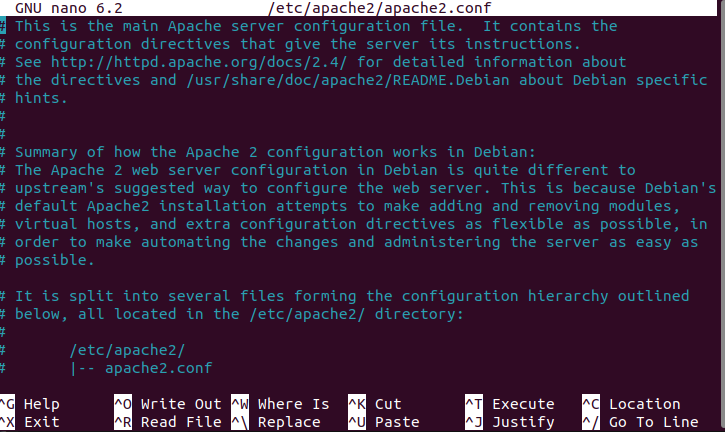 GNU nano 6.2 /etc/apache2/apache2.conf
# This is the main Apache server configuration file.  It contains the
# configuration directives that give the server its instructions.
# See http://httpd.apache.org/docs/2.4/ for detailed information about
# the directives and /usr/share/doc/apache2/README.Debian about Debian specific
# hints.
#
#
# Summary of how the Apache 2 configuration works in Debian:
# The Apache 2 web server configuration in Debian is quite different to
# upstream's suggested way to configure the web server. This is because Debian's
# default Apache2 installation attempts to make adding and removing modules,
# virtual hosts, and extra configuration directives as flexible as possible, in
# order to make automating the changes and administering the server as easy as
# possible.

# It is split into several files forming the configuration hierarchy outlined
# below, all located in the /etc/apache2/ directory:
#
#       /etc/apache2/
#       |-- apache2.conf
^G Help ^O Write Out ^W Where Is ^K Cut ^T Execute ^C Location
^X Exit ^R Read File ^\ Replace ^U Paste ^J Justify ^/ Go To Line